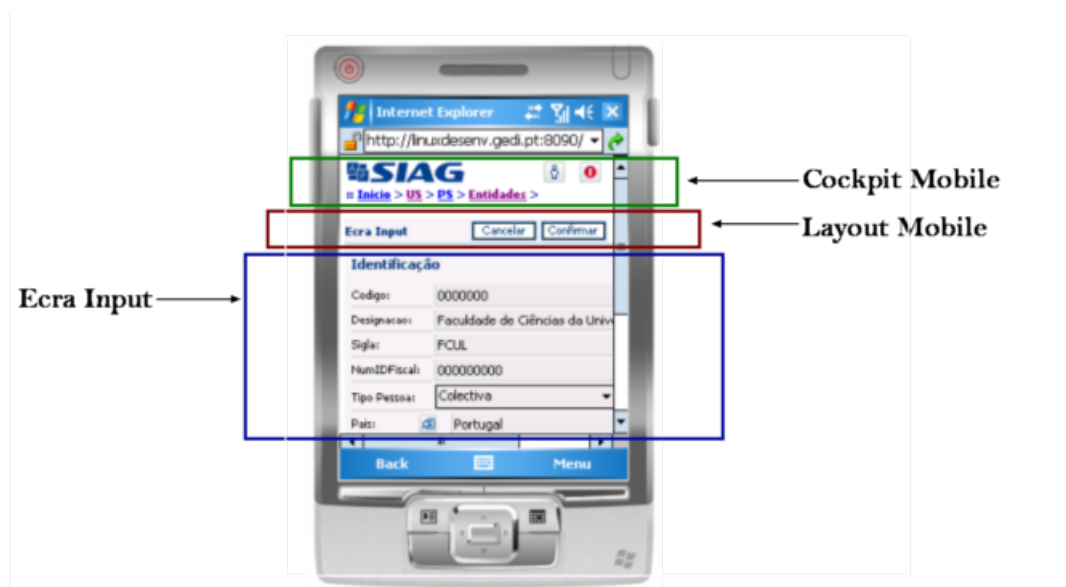 Internet Explorer
http://linuxdesenv.gedi.pt:8090/
SIAG
:: Início > US > PS > Entidades >
Cockpit Mobile
Ecra Input Cancelar Confirmar
Layout Mobile
Identificação
Ecra Input
Codigo: 0000000
Designacao: Faculdade de Ciências da Unive
Sigla: FCUL
NumIDFiscal: 000000000
Tipo Pessoa: Colectiva
Pais: Portugal
Back Menu